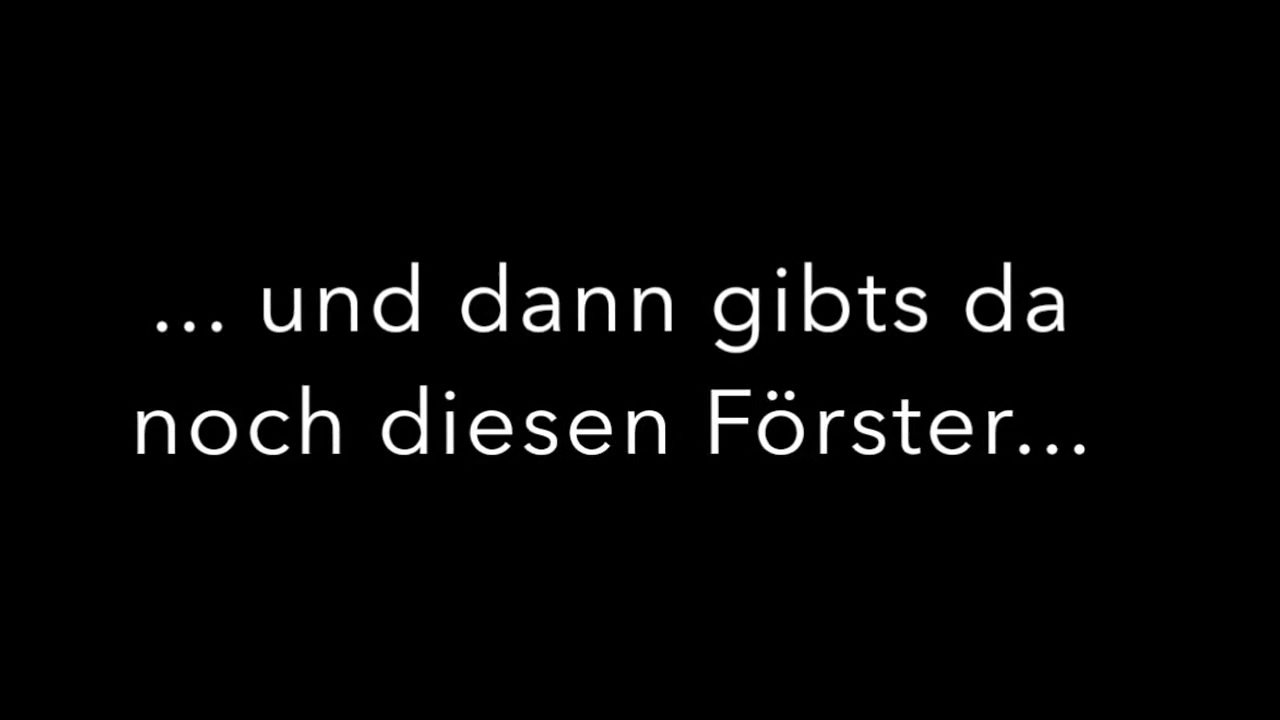 ... und dann gibts da
noch diesen Förster...